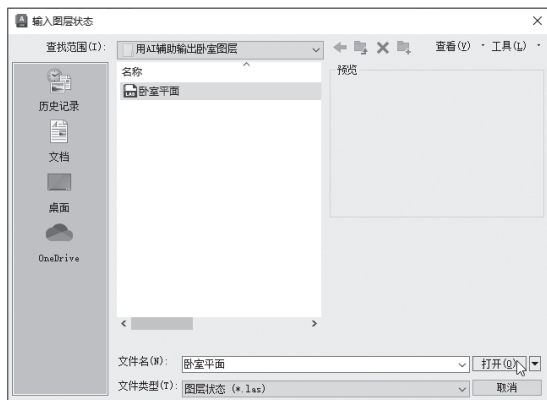 输入图层状态
查找范围(I): 用AI辅助输出卧室图层 查看(V) 工具(L)
名称 预览
卧室平面
历史记录
文档
桌面
OneDrive
文件名(N): 卧室平面 打开(O)
文件类型(T): 图层状态 (*.las) 取消